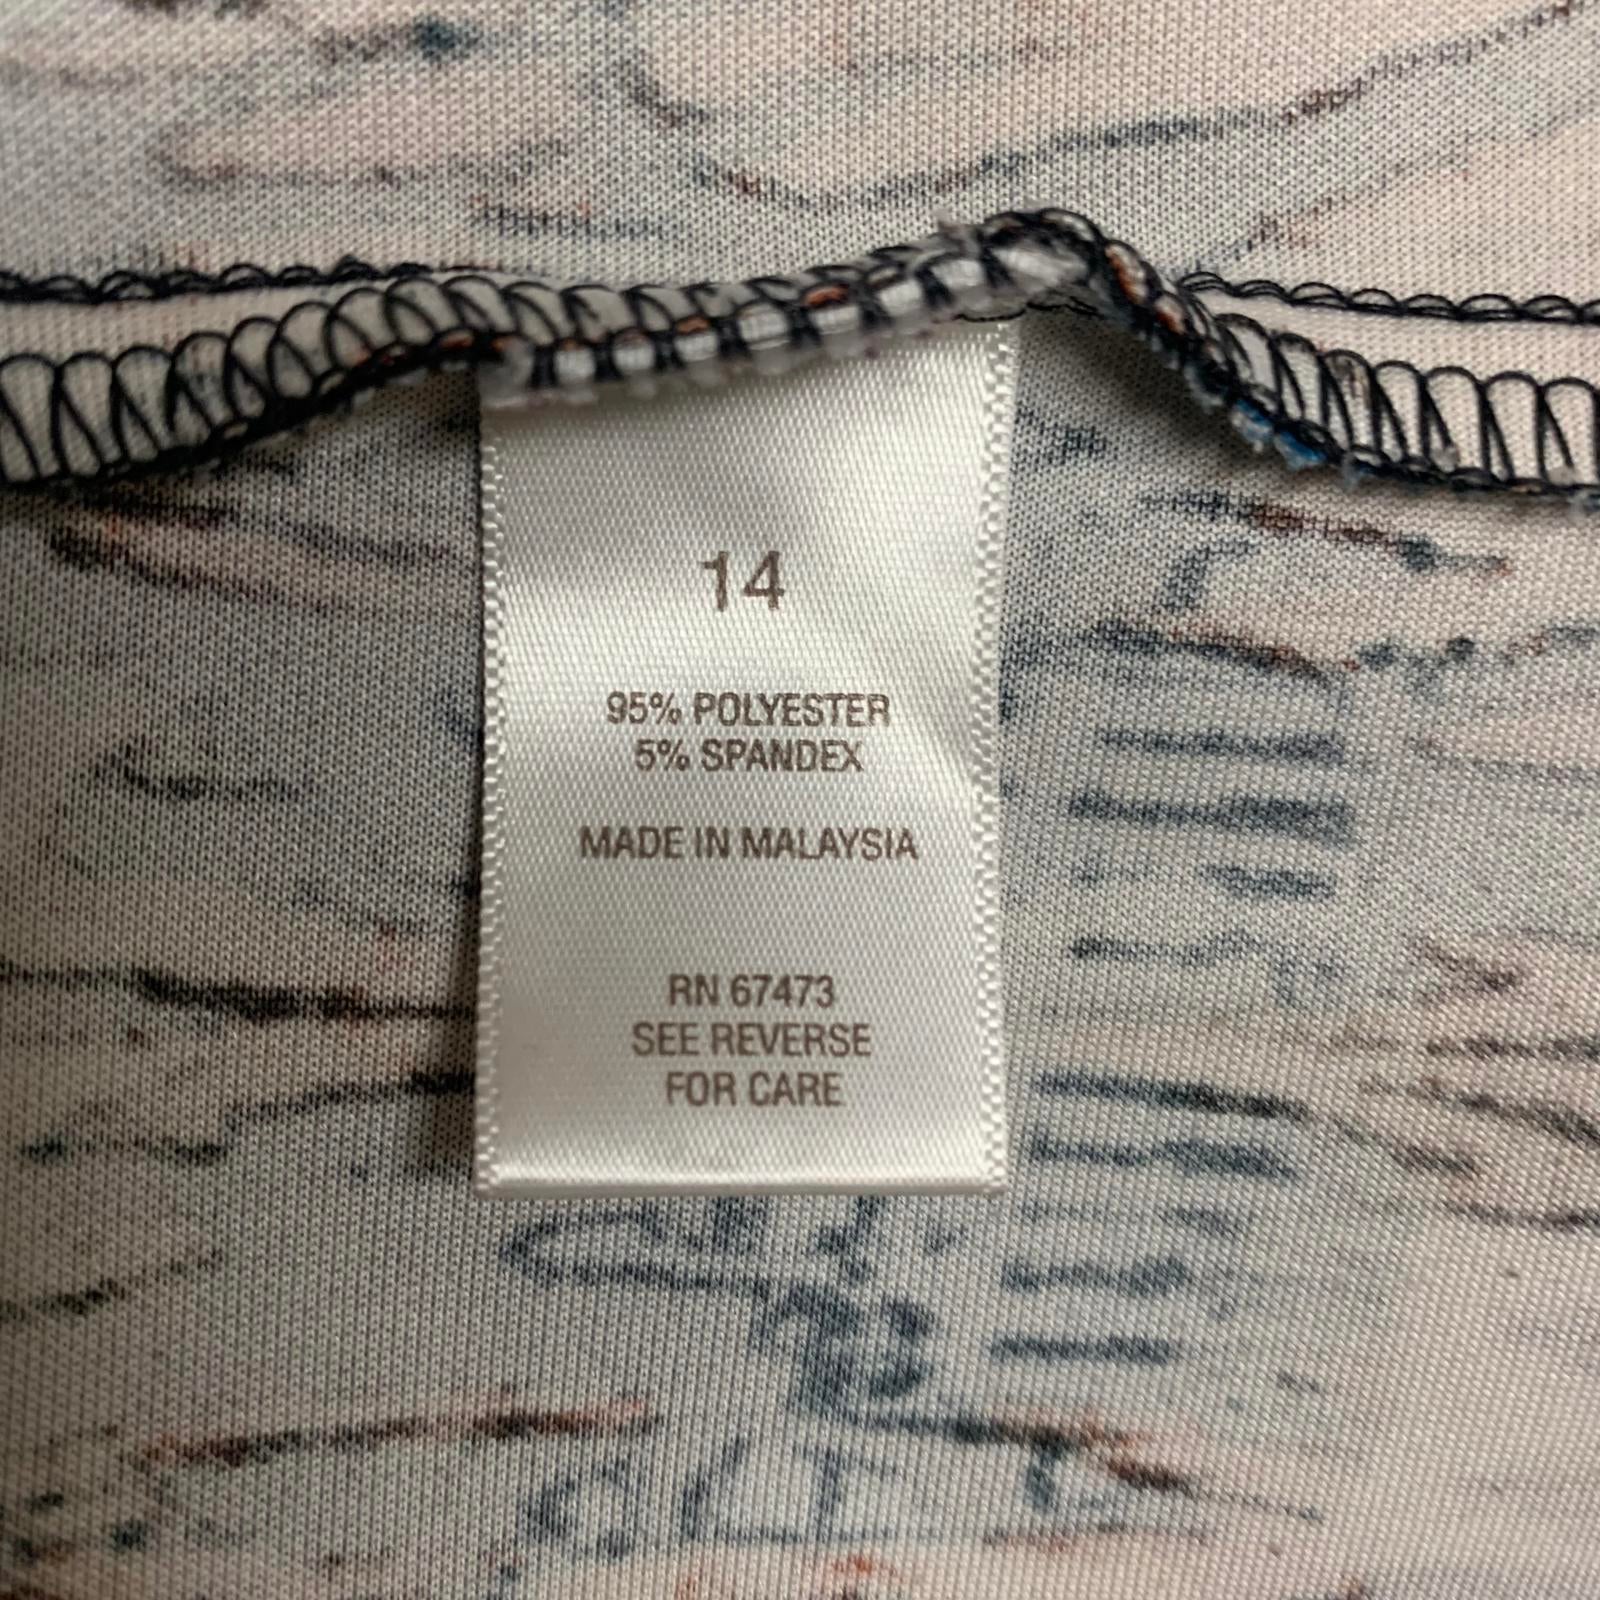 14
95% POLYESTER
5% SPANDEX
MADE IN MALAYSIA
RN 67473
SEE REVERSE
FOR CARE